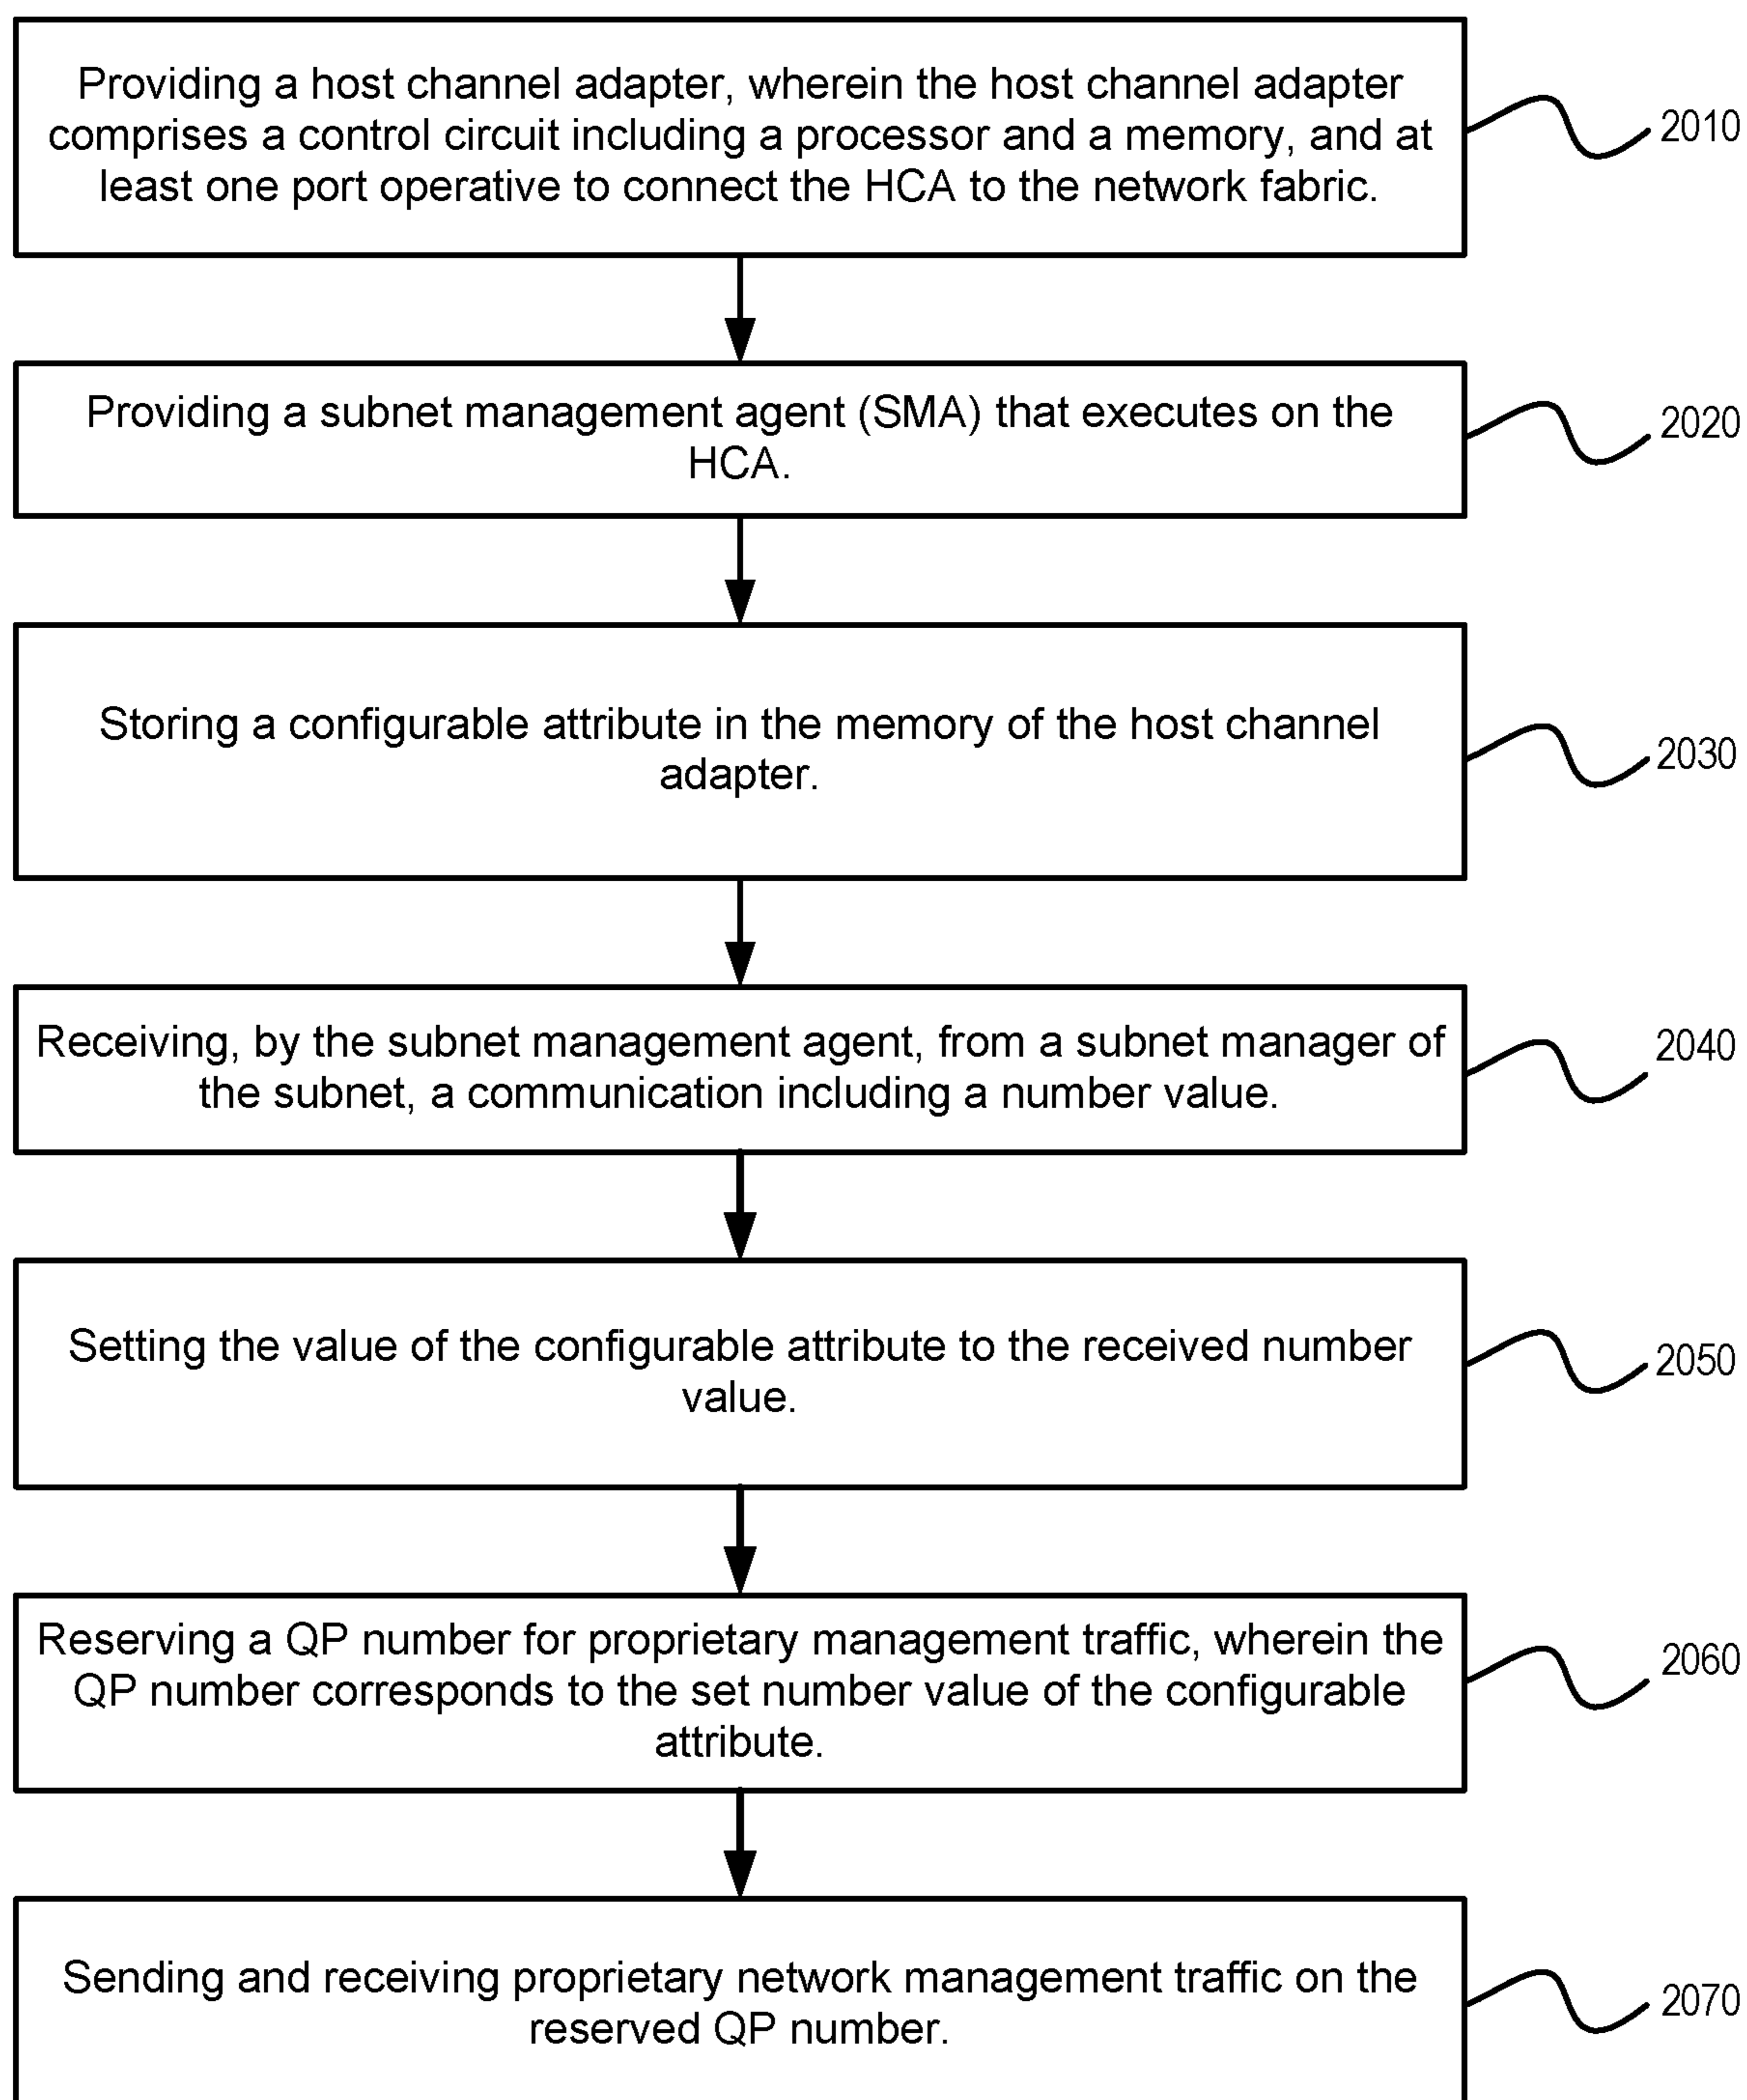 Providing a host channel adapter, wherein the host channel adapter
comprises a control circuit including a processor and a memory, and at
least one port operative to connect the HCA to the network fabric.
2010
Providing a subnet management agent (SMA) that executes on the
HCA.
2020
Storing a configurable attribute in the memory of the host channel
adapter.
2030
Receiving, by the subnet management agent, from a subnet manager of
the subnet, a communication including a number value.
2040
Setting the value of the configurable attribute to the received number
value.
2050
Reserving a QP number for proprietary management traffic, wherein the
QP number corresponds to the set number value of the configurable
attribute.
2060
Sending and receiving proprietary network management traffic on the
reserved QP number.
2070